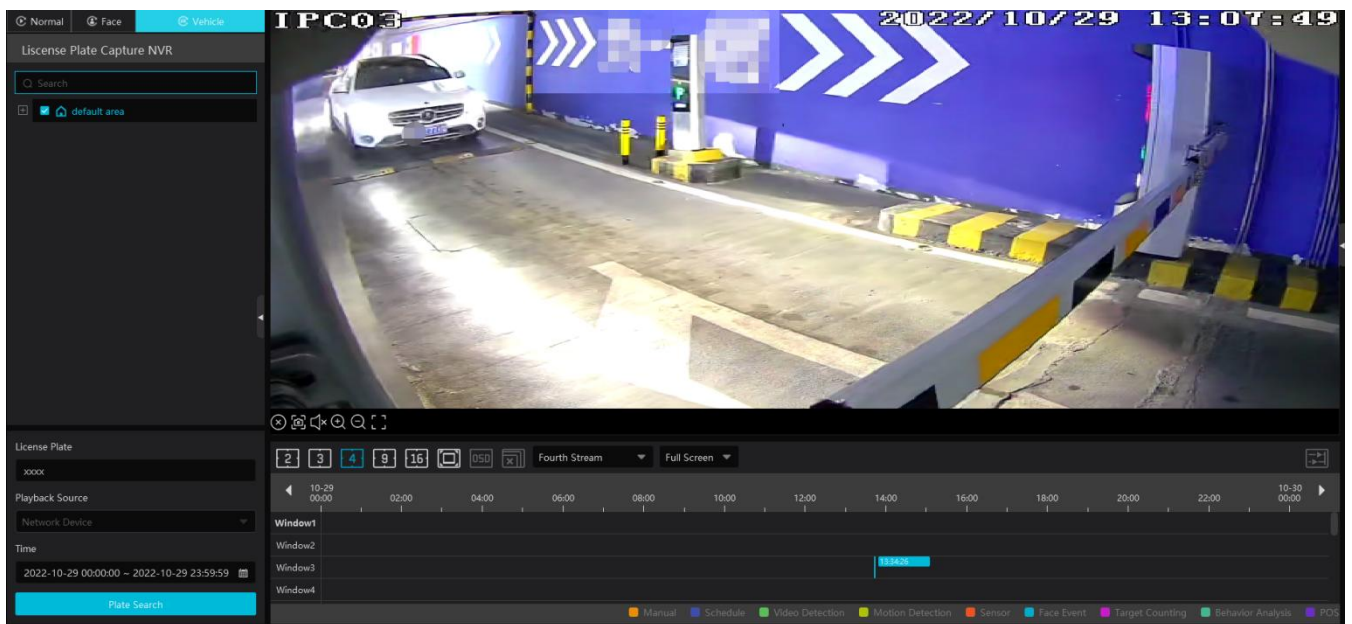 Normal Face Vehicle
Liscense Plate Capture NVR
Search
default area
IPC03 2022/10/29 13:07:49
P
License Plate
xxxx
Playback Source
Network Device
Time
2022-10-29 00:00:00 ~ 2022-10-29 23:59:59
Plate Search
2 3 4 9 16 OSD Fourth Stream Full Screen
10-29 10-30
00:00 02:00 04:00 06:00 08:00 10:00 12:00 14:00 16:00 18:00 20:00 22:00 00:00
Window1
Window2
Window3 13:34:26
Window4
Manual Schedule Video Detection Motion Detection Sensor Face Event Target Counting Behavior Analysis POS